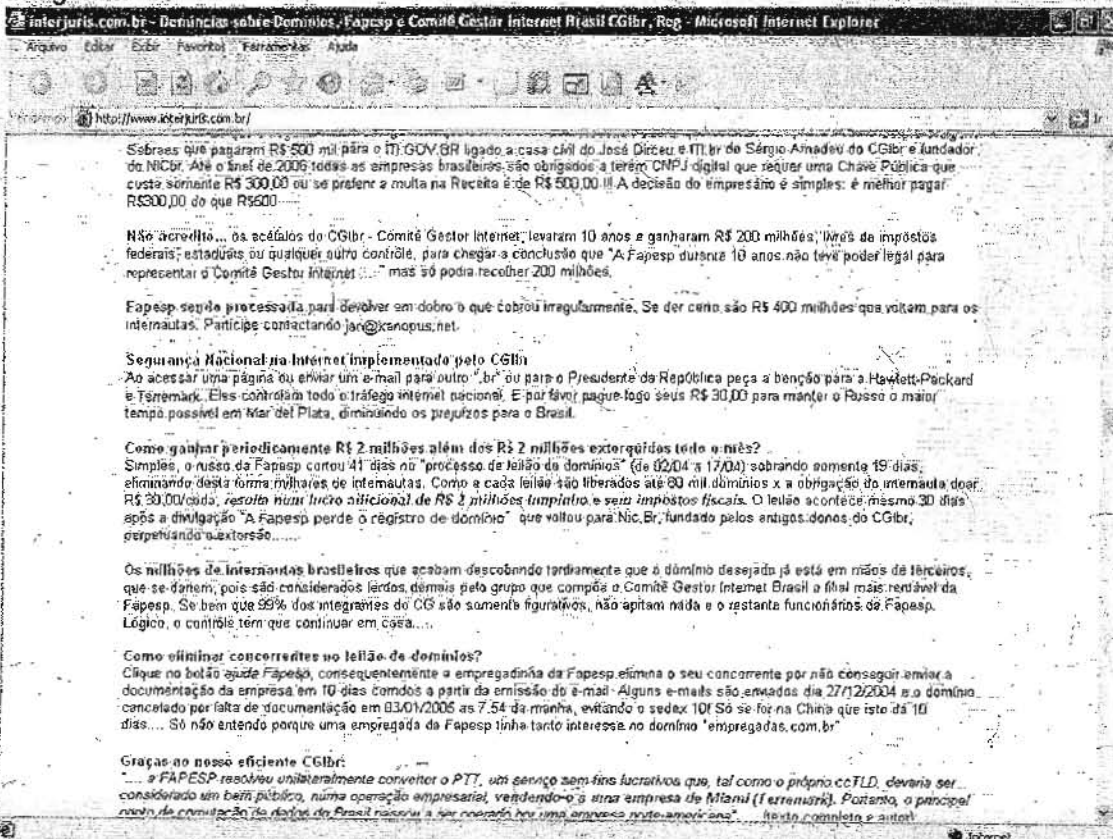 interjuris.com.br - Denúncias sobre Domínios, Fapesp e Comitê Gestor Internet Brasil CGIbr, Reg - Microsoft Internet Explorer
Arquivo Editar Exibir Favoritos Ferramentas Ajuda
http://www.interjuris.com.br/
Sebraes que pagaram R$ 500 mil para o ITI.GOV.BR ligado a casa civil do José Dirceu e ITI.br do Sérgio Amadeu do CGIbr e fundador
do NICbr. Até o final de 2006 todas as empresas brasileiras são obrigados a terem CNPJ digital que requer uma Chave Pública que
custa somente R$ 300,00 ou se preferir a multa na Receita é de R$ 500,00 !!! A decisão do empresário é simples: é melhor pagar
R$300,00 do que R$500
Não acredito... os acéfalos do CGIbr - Comitê Gestor Internet, levaram 10 anos e ganharam R$ 200 milhões, livres de impostos
federais, estaduais ou qualquer outro contrôle, para chegar a conclusão que "A Fapesp durante 10 anos não teve poder legal para
representar o Comitê Gestor Internet ...." mas só podia recolher 200 milhões.
Fapesp sendo processada para devolver em dobro o que cobrou irregularmente. Se der certo são R$ 400 milhões que voltam para os
internautas. Participe contactando jan@kanopus.net
Segurança Nacional na Internet implementado pelo CGIbr
Ao acessar uma página ou enviar um e-mail para outro ".br" ou para o Presidente da República peça a benção para a Hawlett-Packard
e Terremark. Eles controlam todo o tráfego internet nacional. E por favor pague logo seus R$ 30,00 para manter o Russo o maior
tempo possível em Mar del Plata, diminuindo os prejuízos para o Brasil.
Como ganhar periodicamente R$ 2 milhões além dos R$ 2 milhões extorquidos todo o mês?
Simples, o russo da Fapesp cortou 41 dias no "processo de leilão de domínios" (de 02/04 a 17/04) sobrando somente 19 dias,
eliminando desta forma milhares de internautas. Como a cada leilão são liberados até 80 mil domínios x a obrigação do internauta doar
R$ 30,00/cada, resulta num lucro adicional de R$ 2 milhões limpinho e sem impostos fiscais. O leilão acontece mesmo 30 dias
após a divulgação "A Fapesp perde o registro de domínio" que voltou para Nic.Br, fundado pelos antigos donos do CGIbr,
perpetuando a extorsão......
Os milhões de internautas brasileiros que acabam descobrindo tardiamente que o domínio desejado já está em mãos de terceiros,
que se danem, pois são considerados lerdos demais pelo grupo que compõe o Comitê Gestor Internet Brasil a filial mais rentável da
Fapesp. Se bem que 99% dos integrantes do CG são somente figurativos, não apitam nada e o restante funcionários da Fapesp.
Lógico, o contrôle têm que continuar em casa.....
Como eliminar concorrentes no leilão de domínios?
Clique no botão ajuda Fapesp, consequentemente a empregadinha da Fapesp elimina o seu concorrente por não conseguir enviar a
documentação da empresa em 10 dias corridos a partir da emissão do e-mail. Alguns e-mails são enviados dia 27/12/2004 e o domínio
cancelado por falta de documentação em 03/01/2005 as 7:54 da manhã, evitando o sedex 10! Só se for na China que isto dá 10
dias.... Só não entendo porque uma empregada da Fapesp tinha tanto interesse no domínio "empregadas.com.br"
Graças ao nosso eficiente CGIbr:
".... a FAPESP resolveu unilateralmente converter o PTT, um serviço sem fins lucrativos que, tal como o próprio ccTLD, deveria ser
considerado um bem público, numa operação empresarial, vendendo-o a uma empresa de Miami (Terremark). Portanto, o principal
ponto de comutação de dados do Brasil passou a ser operado por uma empresa norte-americana" texto completo e autor
Internet